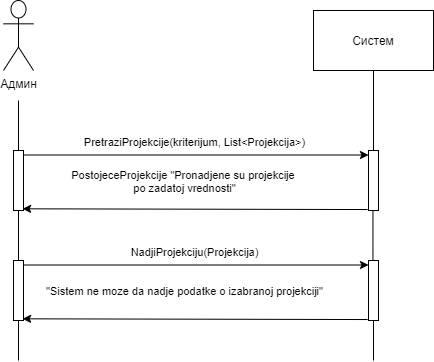 Систем
Админ
PretraziProjekcije(kriterijum, List<Projekcija>)
PostojeceProjekcije "Pronadjene su projekcije
po zadatoj vrednosti"
NadjiProjekciju(Projekcija)
"Sistem ne moze da nadje podatke o izabranoj projekciji"